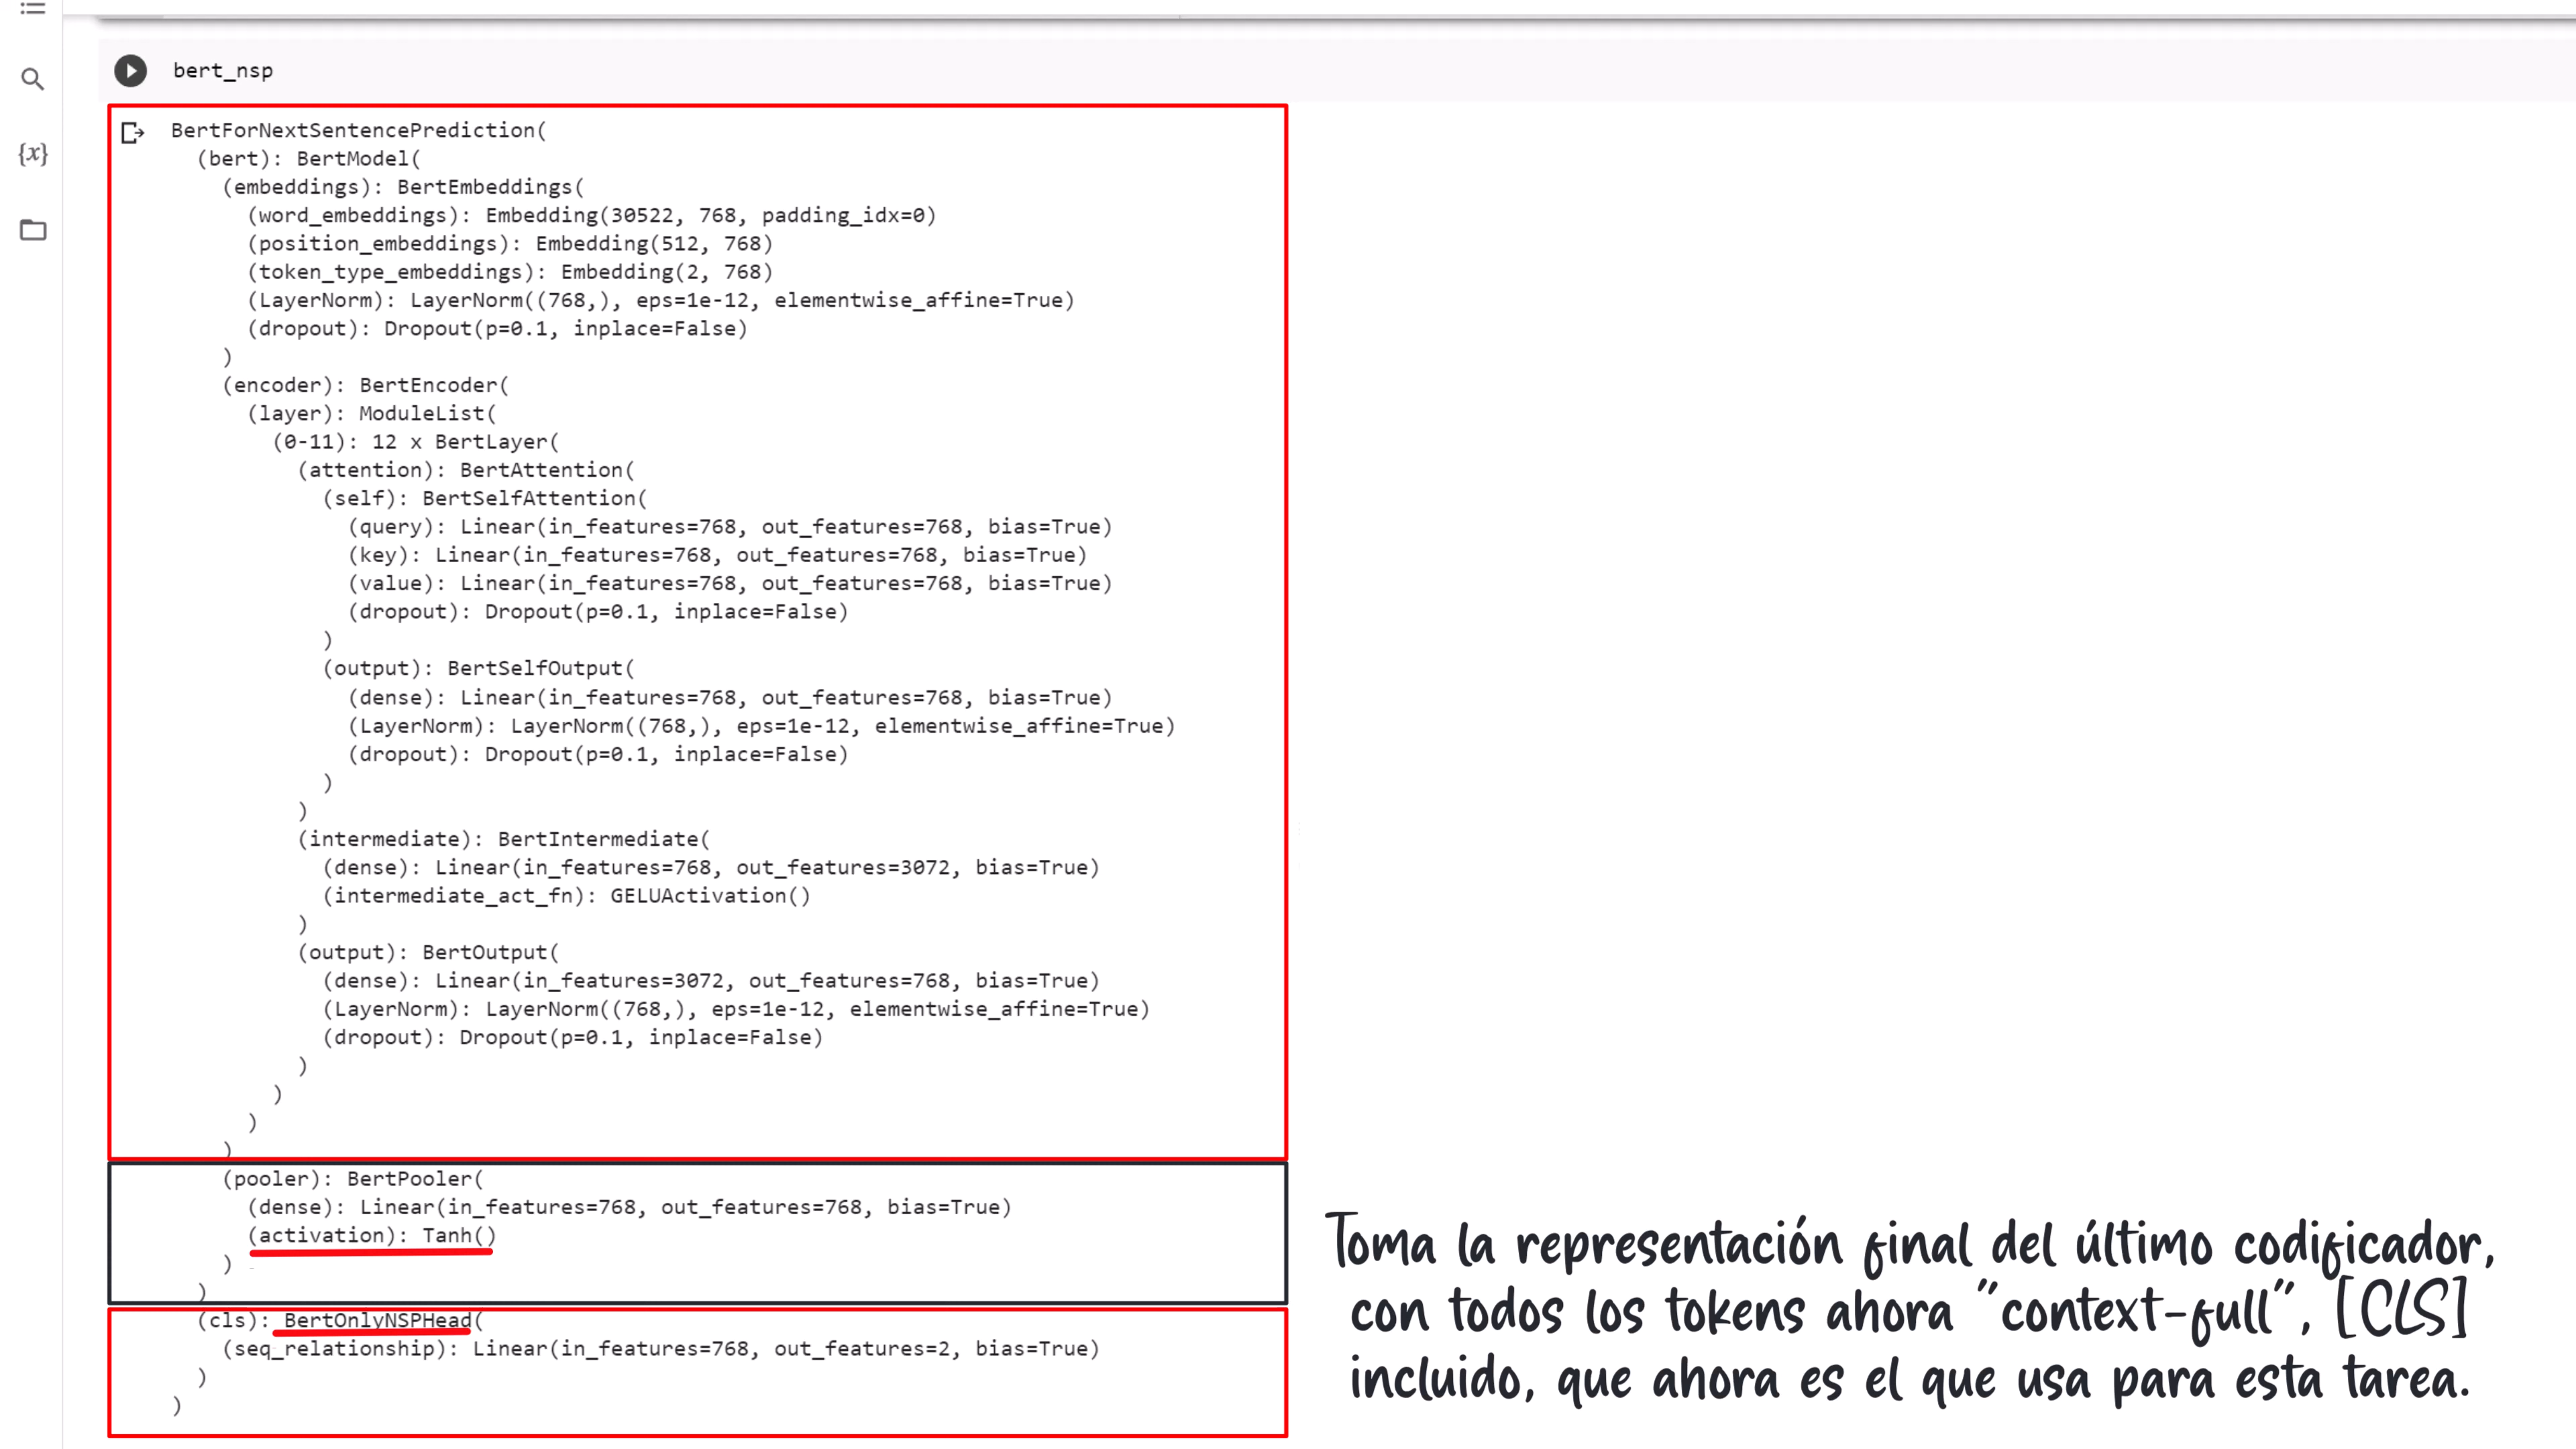 bert_nsp
{x}
BertForNextSentencePrediction(
(bert): BertModel(
(embeddings): BertEmbeddings(
(word_embeddings): Embedding(30522, 768, padding_idx=0)
(position_embeddings): Embedding(512, 768)
(token_type_embeddings): Embedding(2, 768)
(LayerNorm): LayerNorm((768,), eps=1e-12, elementwise_affine=True)
(dropout): Dropout(p=0.1, inplace=False)
)
(encoder): BertEncoder(
(layer): ModuleList(
(0-11): 12 x BertLayer(
(attention): BertAttention(
(self): BertSelfAttention(
(query): Linear(in_features=768, out_features=768, bias=True)
(key): Linear(in_features=768, out_features=768, bias=True)
(value): Linear(in_features=768, out_features=768, bias=True)
(dropout): Dropout(p=0.1, inplace=False)
)
(output): BertSelfOutput(
(dense): Linear(in_features=768, out_features=768, bias=True)
(LayerNorm): LayerNorm((768,), eps=1e-12, elementwise_affine=True)
(dropout): Dropout(p=0.1, inplace=False)
)
)
(intermediate): BertIntermediate(
(dense): Linear(in_features=768, out_features=3072, bias=True)
(intermediate_act_fn): GELUActivation()
)
(output): BertOutput(
(dense): Linear(in_features=3072, out_features=768, bias=True)
(LayerNorm): LayerNorm((768,), eps=1e-12, elementwise_affine=True)
(dropout): Dropout(p=0.1, inplace=False)
)
)
)
)
(pooler): BertPooler(
(dense): Linear(in_features=768, out_features=768, bias=True)
(activation): Tanh()
)
)
(cls): BertOnlyNSPHead(
(seq_relationship): Linear(in_features=768, out_features=2, bias=True)
)
)
Toma la representación final del último codificador,
con todos los tokens ahora "context-full", [CLS]
incluido, que ahora es el que usa para esta tarea.